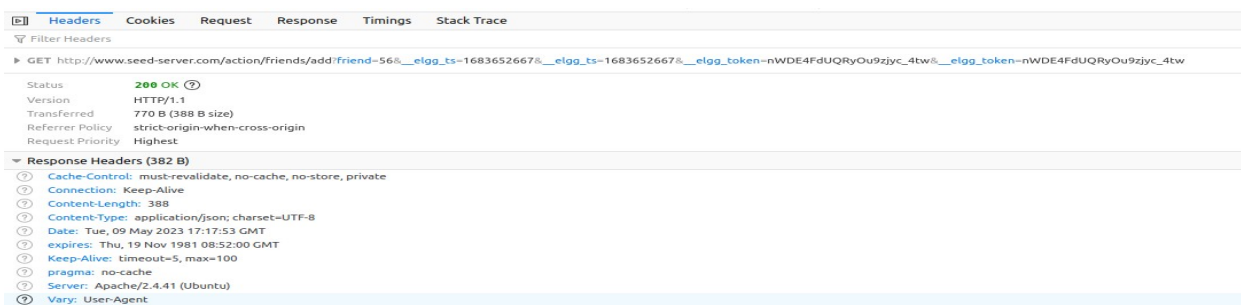 Headers Cookies Request Response Timings Stack Trace
Filter Headers
GET http://www.seed-server.com/action/friends/add?friend=56&__elgg_ts=1683652667&__elgg_ts=1683652667&__elgg_token=nWDE4FdUQRyOu9zjyc_4tw&__elgg_token=nWDE4FdUQRyOu9zjyc_4tw
Status 200 OK ?
Version HTTP/1.1
Transferred 770 B (388 B size)
Referrer Policy strict-origin-when-cross-origin
Request Priority Highest
Response Headers (382 B)
? Cache-Control: must-revalidate, no-cache, no-store, private
? Connection: Keep-Alive
? Content-Length: 388
? Content-Type: application/json; charset=UTF-8
? Date: Tue, 09 May 2023 17:17:53 GMT
? expires: Thu, 19 Nov 1981 08:52:00 GMT
? Keep-Alive: timeout=5, max=100
? pragma: no-cache
? Server: Apache/2.4.41 (Ubuntu)
? Vary: User-Agent